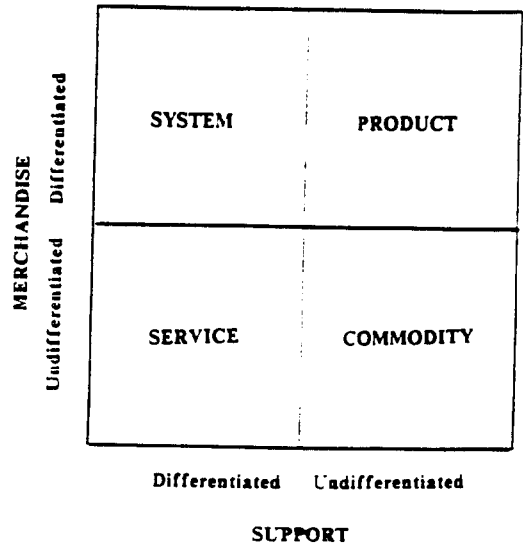 MERCHANDISE
Differentiated
Undifferentiated
SYSTEM PRODUCT
SERVICE COMMODITY
Differentiated Undifferentiated
SUPPORT